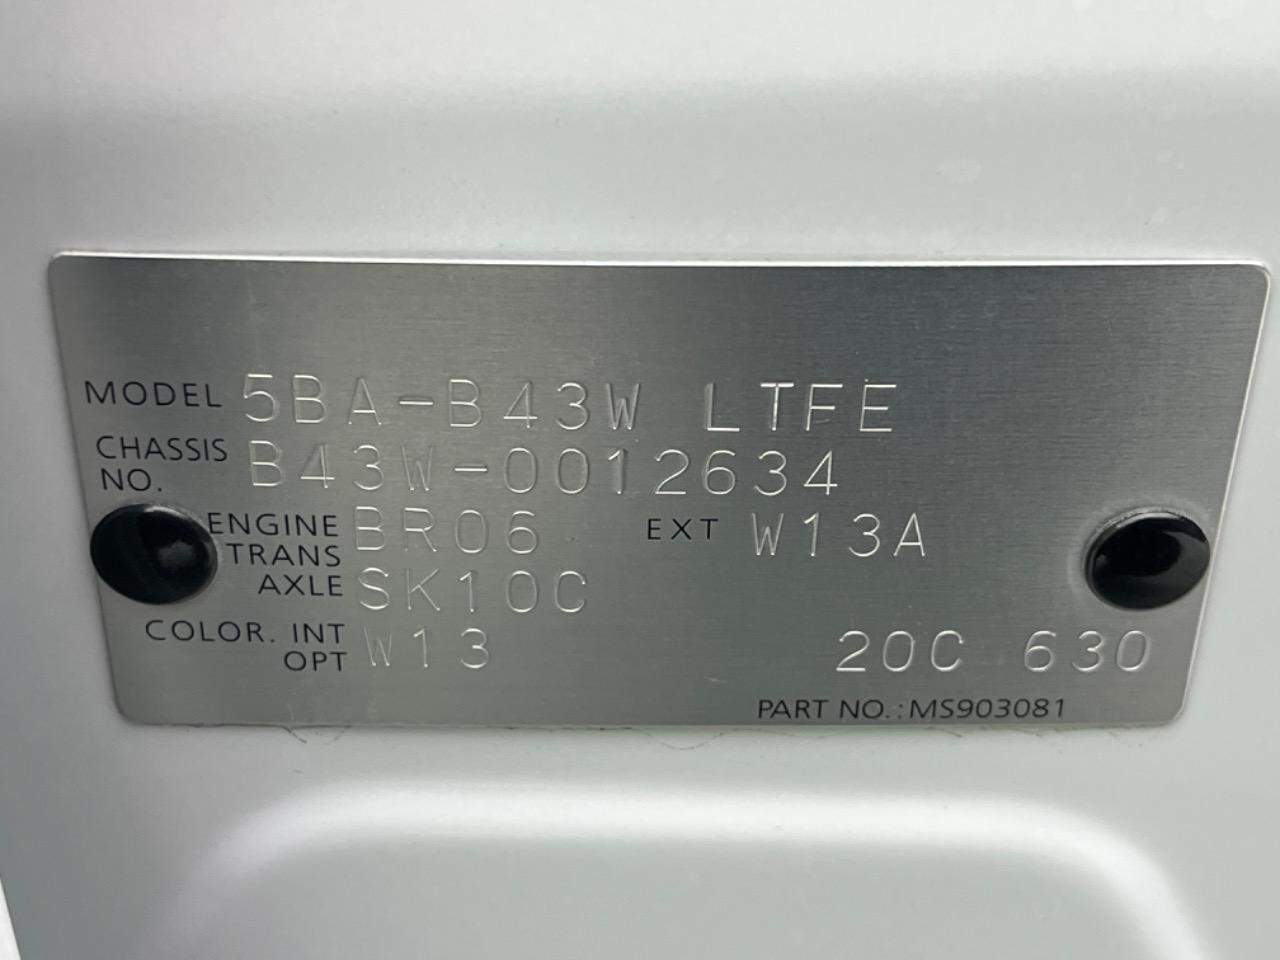 MODEL 5BA-B43W LTFE
CHASSIS NO. B43W-0012634
ENGINE BR06 EXT W13A
TRANS AXLE SK10C
COLOR. INT OPT W13 20C 630
PART NO.:MS903081